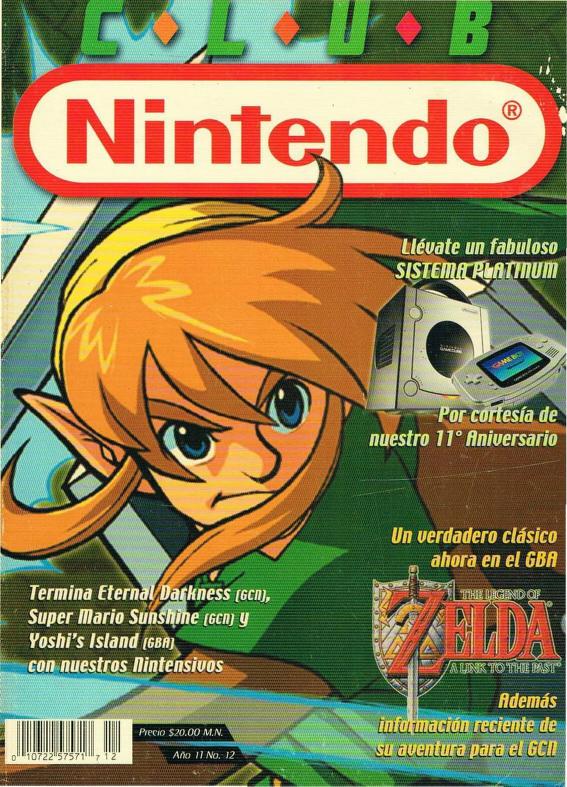 CLUB
Nintendo®
Llévate un fabuloso
SISTEMA PLATINUM
GAME BOY
Por cortesía de
nuestro 11° Aniversario
Un verdadero clásico
ahora en el GBA
THE LEGEND OF
ZELDA
A LINK TO THE PAST
Termina Eternal Darkness (GCN),
Super Mario Sunshine (GCN) y
Yoshi's Island (GBA)
con nuestros Nintensivos
Además
información reciente de
su aventura para el GCN
Precio $20.00 M.N.
Año 11 No. 12
0 10722 57571 7 12